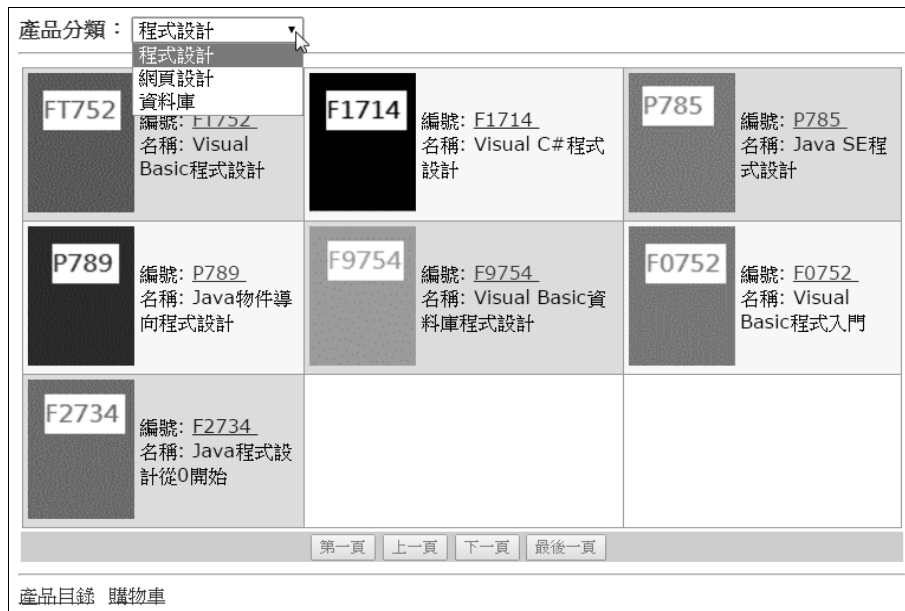 產品分類： 程式設計
程式設計
網頁設計
資料庫
FT752
編號: FT752
名稱: Visual
Basic程式設計
F1714
編號: F1714
名稱: Visual C#程式
設計
P785
編號: P785
名稱: Java SE程
式設計
P789
編號: P789
名稱: Java物件導
向程式設計
F9754
編號: F9754
名稱: Visual Basic資
料庫程式設計
F0752
編號: F0752
名稱: Visual
Basic程式入門
F2734
編號: F2734
名稱: Java程式設
計從0開始
第一頁 上一頁 下一頁 最後一頁
產品目錄 購物車